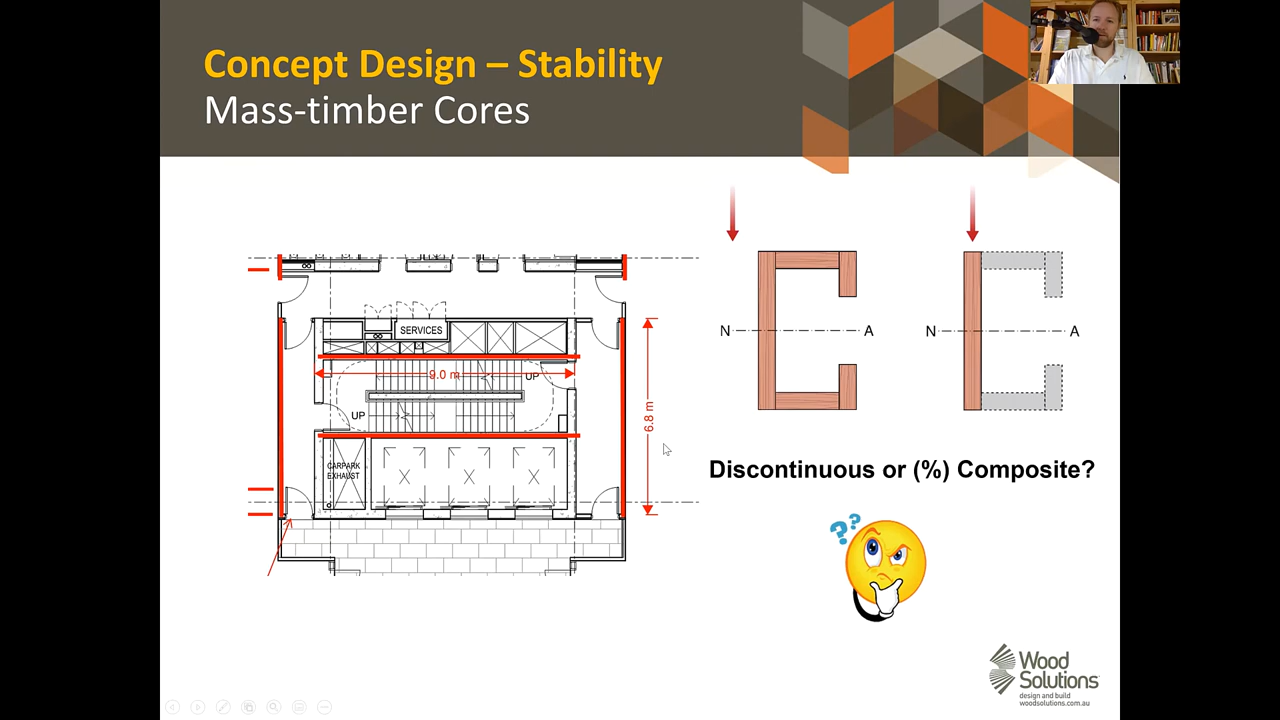 Concept Design – Stability
Mass-timber Cores
SERVICES
9.0 m
UP
UP
6.8 m
CARPARK
EXHAUST
N
A
N
A
Discontinuous or (%) Composite?
??
Wood
Solutions
design and build
woodsolutions.com.au